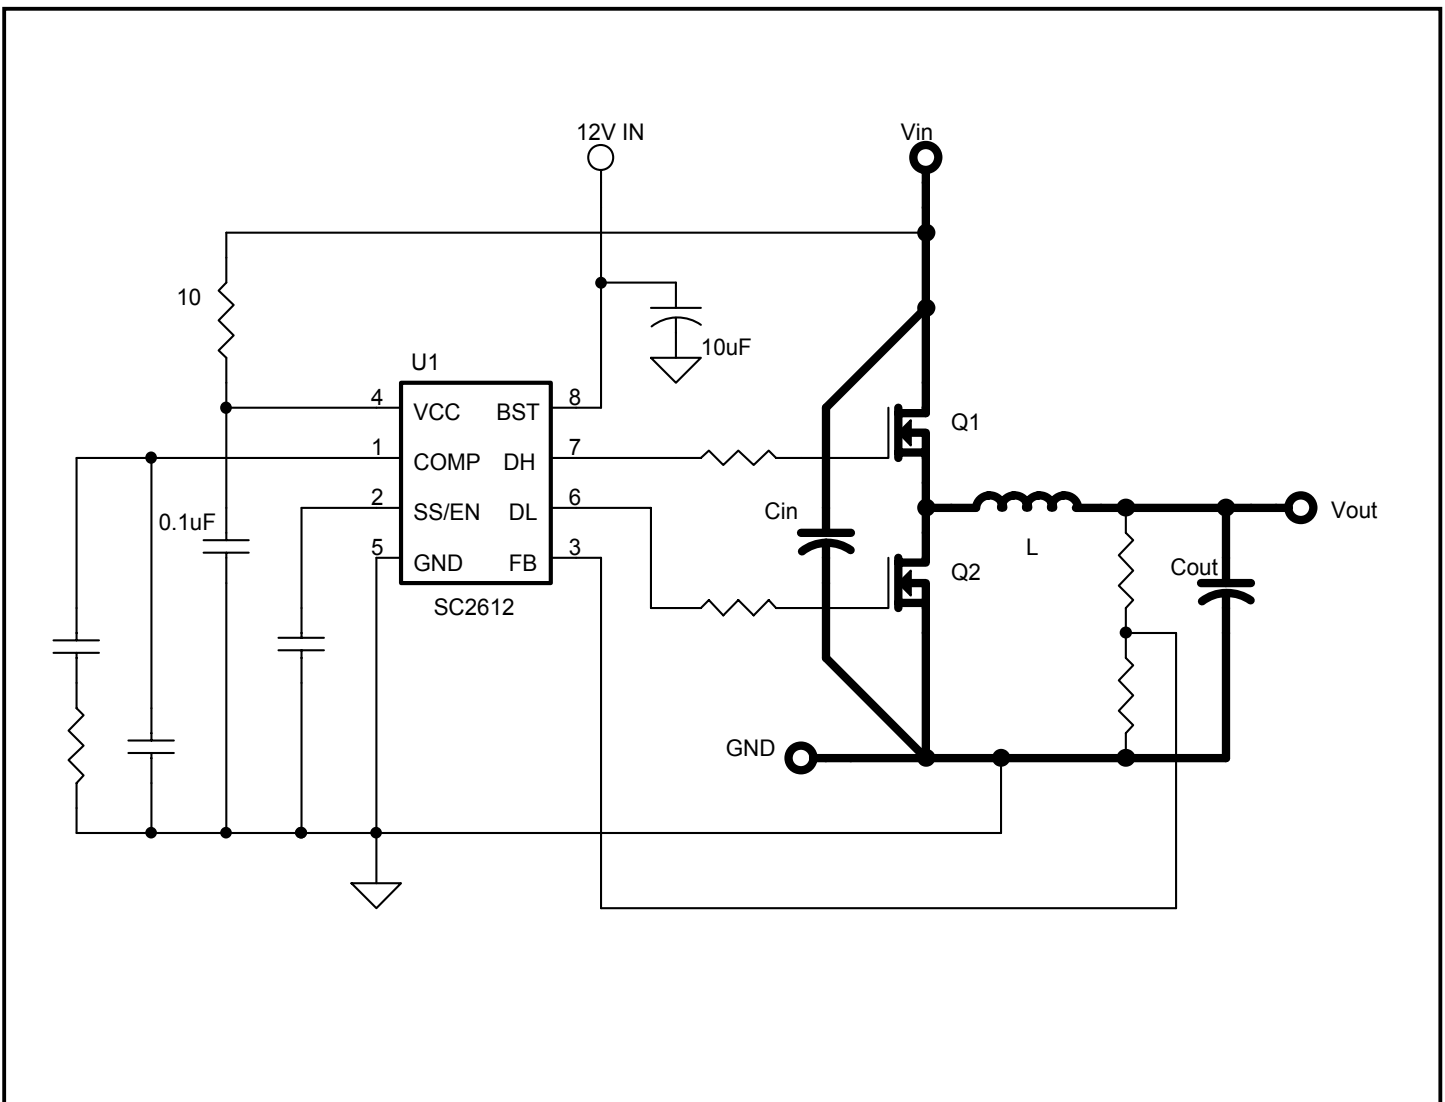 12V IN
Vin
10
10uF
U1
4
VCC
BST
8
1
COMP
DH
7
Q1
2
SS/EN
DL
6
0.1uF
Cin
Vout
5
GND
FB
3
L
Q2
Cout
SC2612
GND